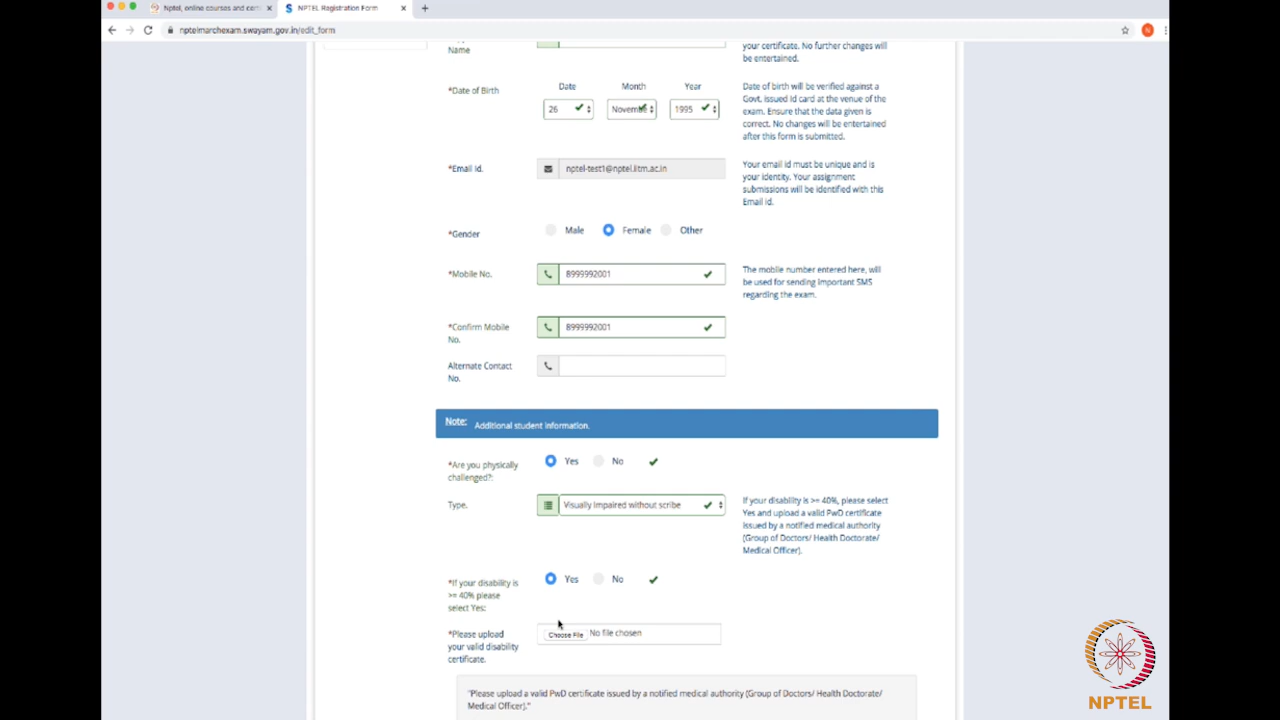 Nptel, online courses and cer
NPTEL Registration Form
nptelmarchexam.swayam.gov.in/edit_form
N
Name
your certificate. No further changes will
be entertained.
*Date of Birth
Date
Month
Year
26
Novembe
1995
Date of birth will be verified against a
Govt. issued Id card at the venue of the
exam. Ensure that the data given is
correct. No changes will be entertained
after this form is submitted.
*Email Id.
nptel-test1@nptel.iitm.ac.in
Your email id must be unique and is
your identity. Your assignment
submissions will be identified with this
Email id.
*Gender
Male
Female
Other
*Mobile No.
8999992001
The mobile number entered here, will
be used for sending important SMS
regarding the exam.
*Confirm Mobile
No.
8999992001
Alternate Contact
No.
Note: Additional student information.
*Are you physically
challenged?:
Yes
No
Type.
Visually Impaired without scribe
If your disability is >= 40%, please select
Yes and upload a valid PwD certificate
issued by a notified medical authority
(Group of Doctors/ Health Doctorate/
Medical Officer).
*If your disability is
>= 40% please
select Yes:
Yes
No
*Please upload
your valid disability
certificate.
Choose File No file chosen
"Please upload a valid PwD certificate issued by a notified medical authority (Group of Doctors/ Health Doctorate/
Medical Officer)."
NPTEL